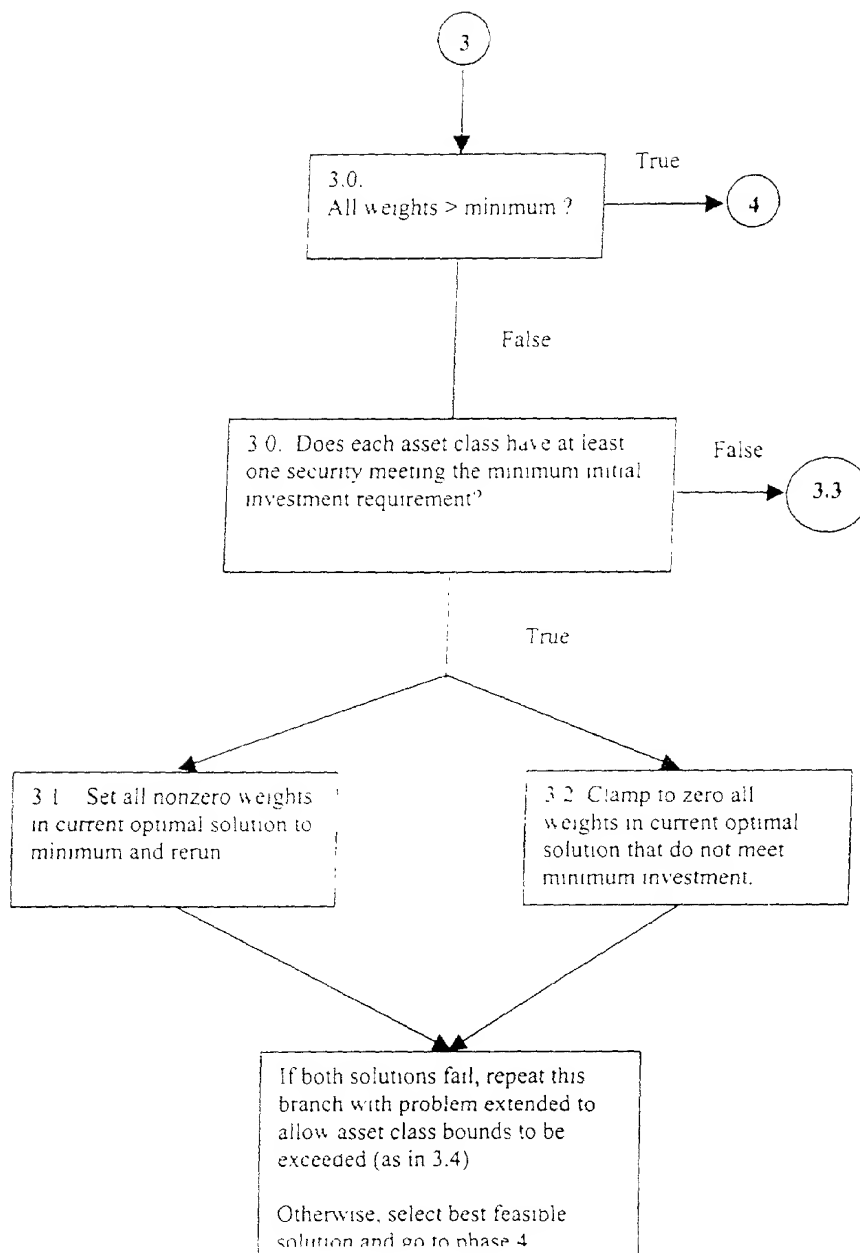 3
3.0.
True
All weights > minimum ?
4
False
3 0. Does each asset class have at least
one security meeting the minimum initial
investment requirement?
False
3.3
True
3 1 Set all nonzero weights
in current optimal solution to
minimum and rerun
3 2 Clamp to zero all
weights in current optimal
solution that do not meet
minimum investment.
If both solutions fail, repeat this
branch with problem extended to
allow asset class bounds to be
exceeded (as in 3.4)
Otherwise, select best feasible
solution and go to phase 4